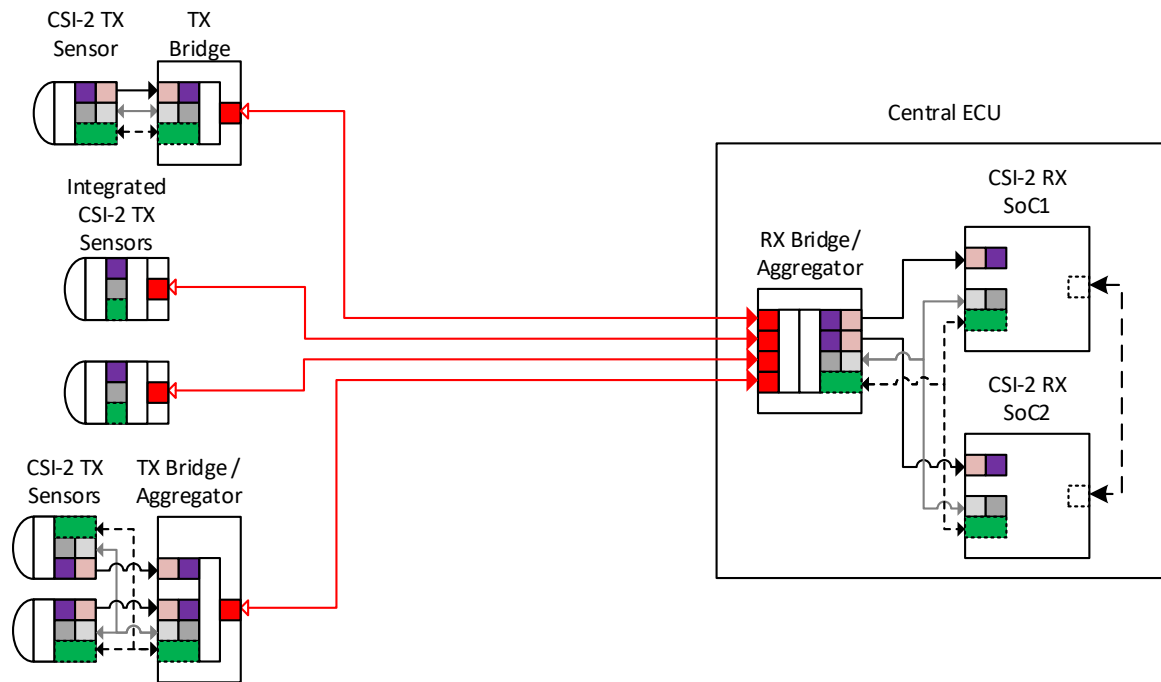 CSI-2 TX
Sensor
TX
Bridge
Integrated
CSI-2 TX
Sensors
CSI-2 TX
Sensors
TX Bridge /
Aggregator
Central ECU
RX Bridge/
Aggregator
CSI-2 RX
SoC1
CSI-2 RX
SoC2